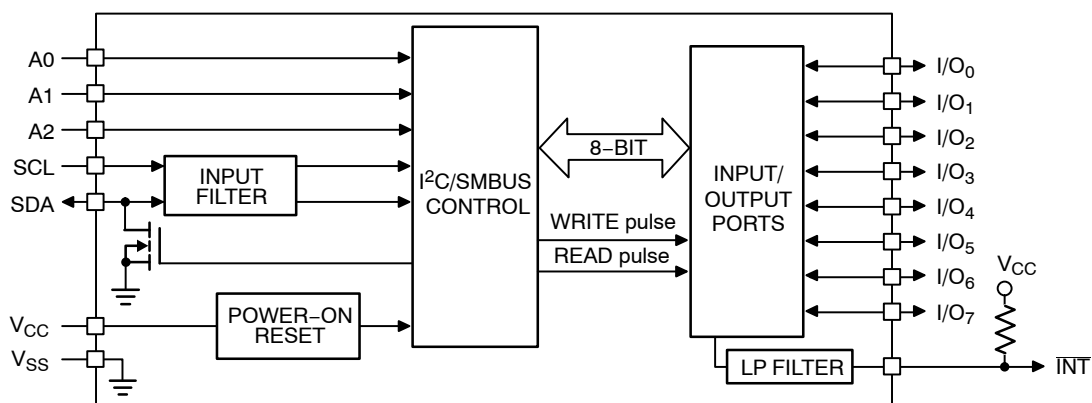 A0
A1
A2
SCL
SDA
VCC
VSS
INPUT
FILTER
POWER−ON
RESET
I²C/SMBUS
CONTROL
8−BIT
WRITE pulse
READ pulse
INPUT/
OUTPUT
PORTS
LP FILTER
I/O0
I/O1
I/O2
I/O3
I/O4
I/O5
I/O6
I/O7
VCC
INT